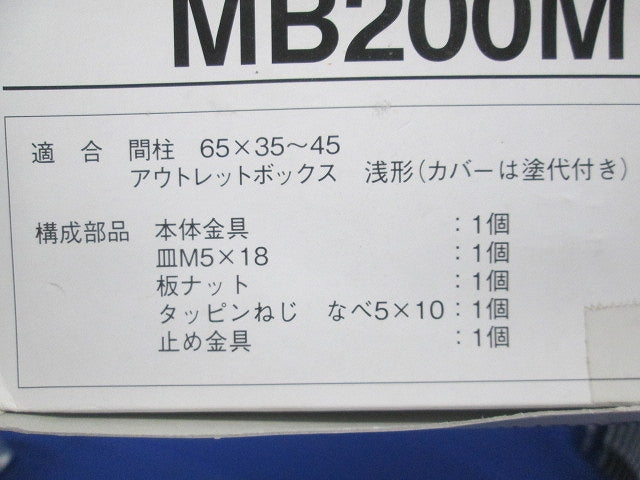 MB200M
適 合 間柱 65×35～45
アウトレットボックス 浅形(カバーは塗代付き)
構成部品 本体金具 :1個
皿M5×18 :1個
板ナット :1個
タッピンねじ なべ5×10:1個
止め金具 :1個